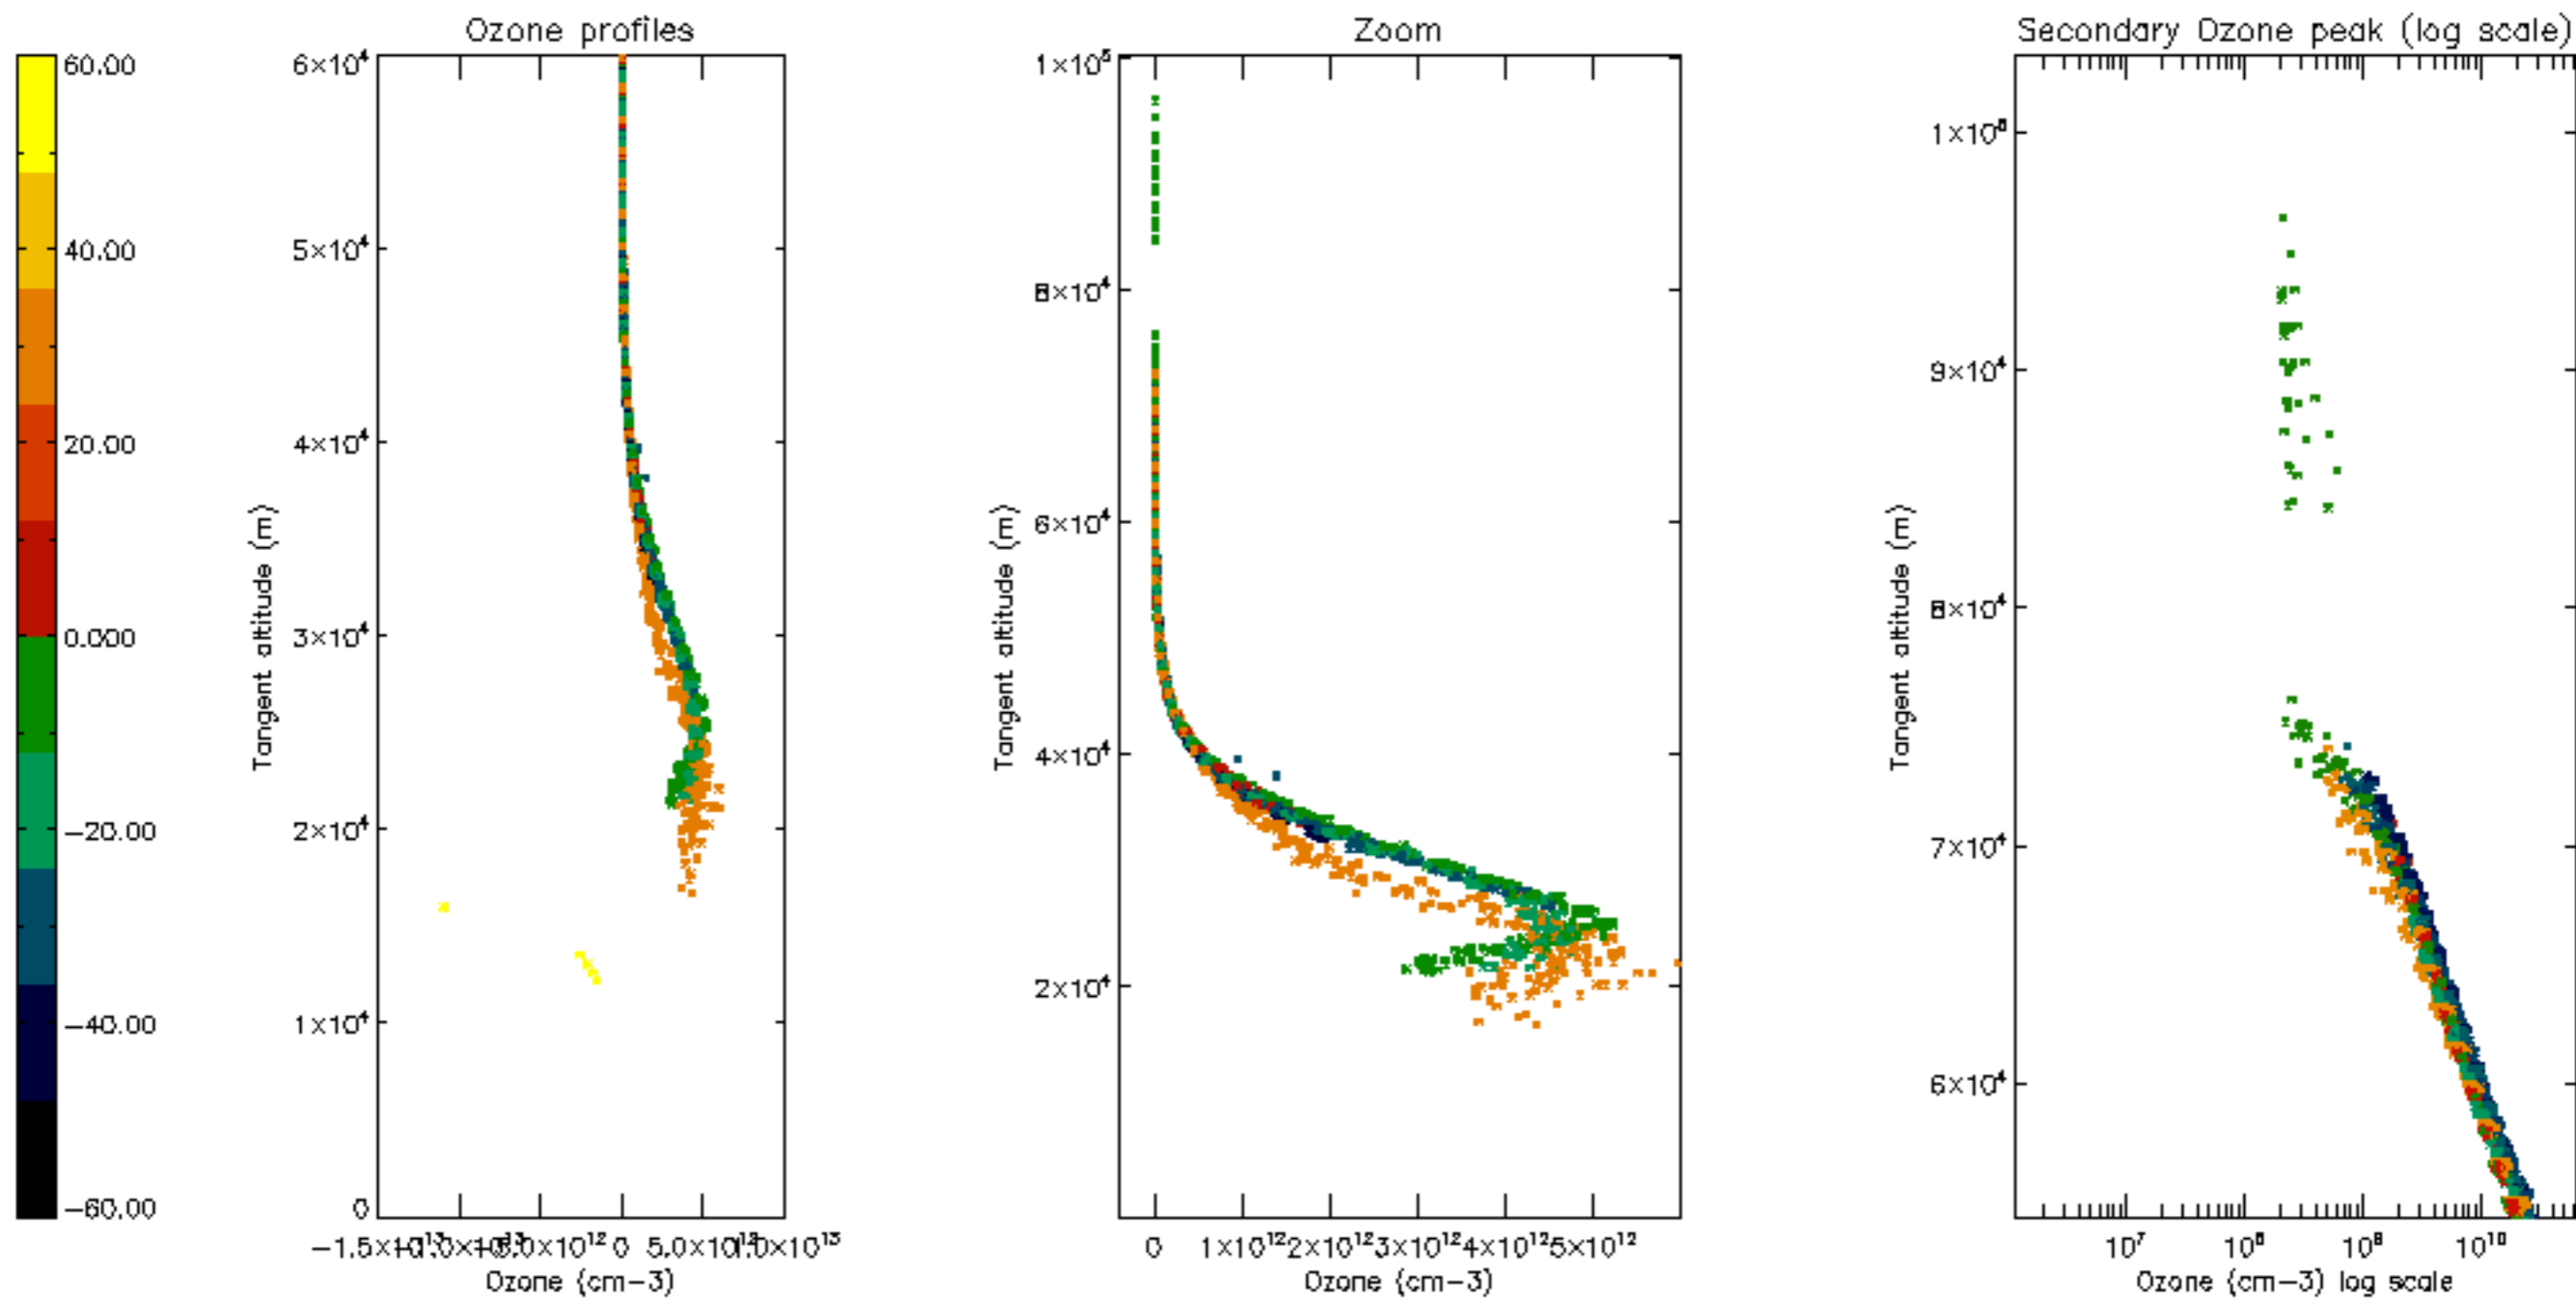 Ozone profiles
Zoom
Secondary Ozone peak (log scale)
60.00
40.00
20.00
0.000
−20.00
−40.00
−60.00
6×10⁴
5×10⁴
4×10⁴
3×10⁴
2×10⁴
1×10⁴
0
Tangent altitude (m)
0
Ozone (cm−3)
1×10⁵
8×10⁴
6×10⁴
4×10⁴
2×10⁴
Tangent altitude (m)
0 1×10¹² 2×10¹² 3×10¹² 4×10¹² 5×10¹²
Ozone (cm−3)
9×10⁴
8×10⁴
7×10⁴
6×10⁴
Tangent altitude (m)
10⁷ 10⁸ 10⁹ 10¹⁰
Ozone (cm−3) log scale